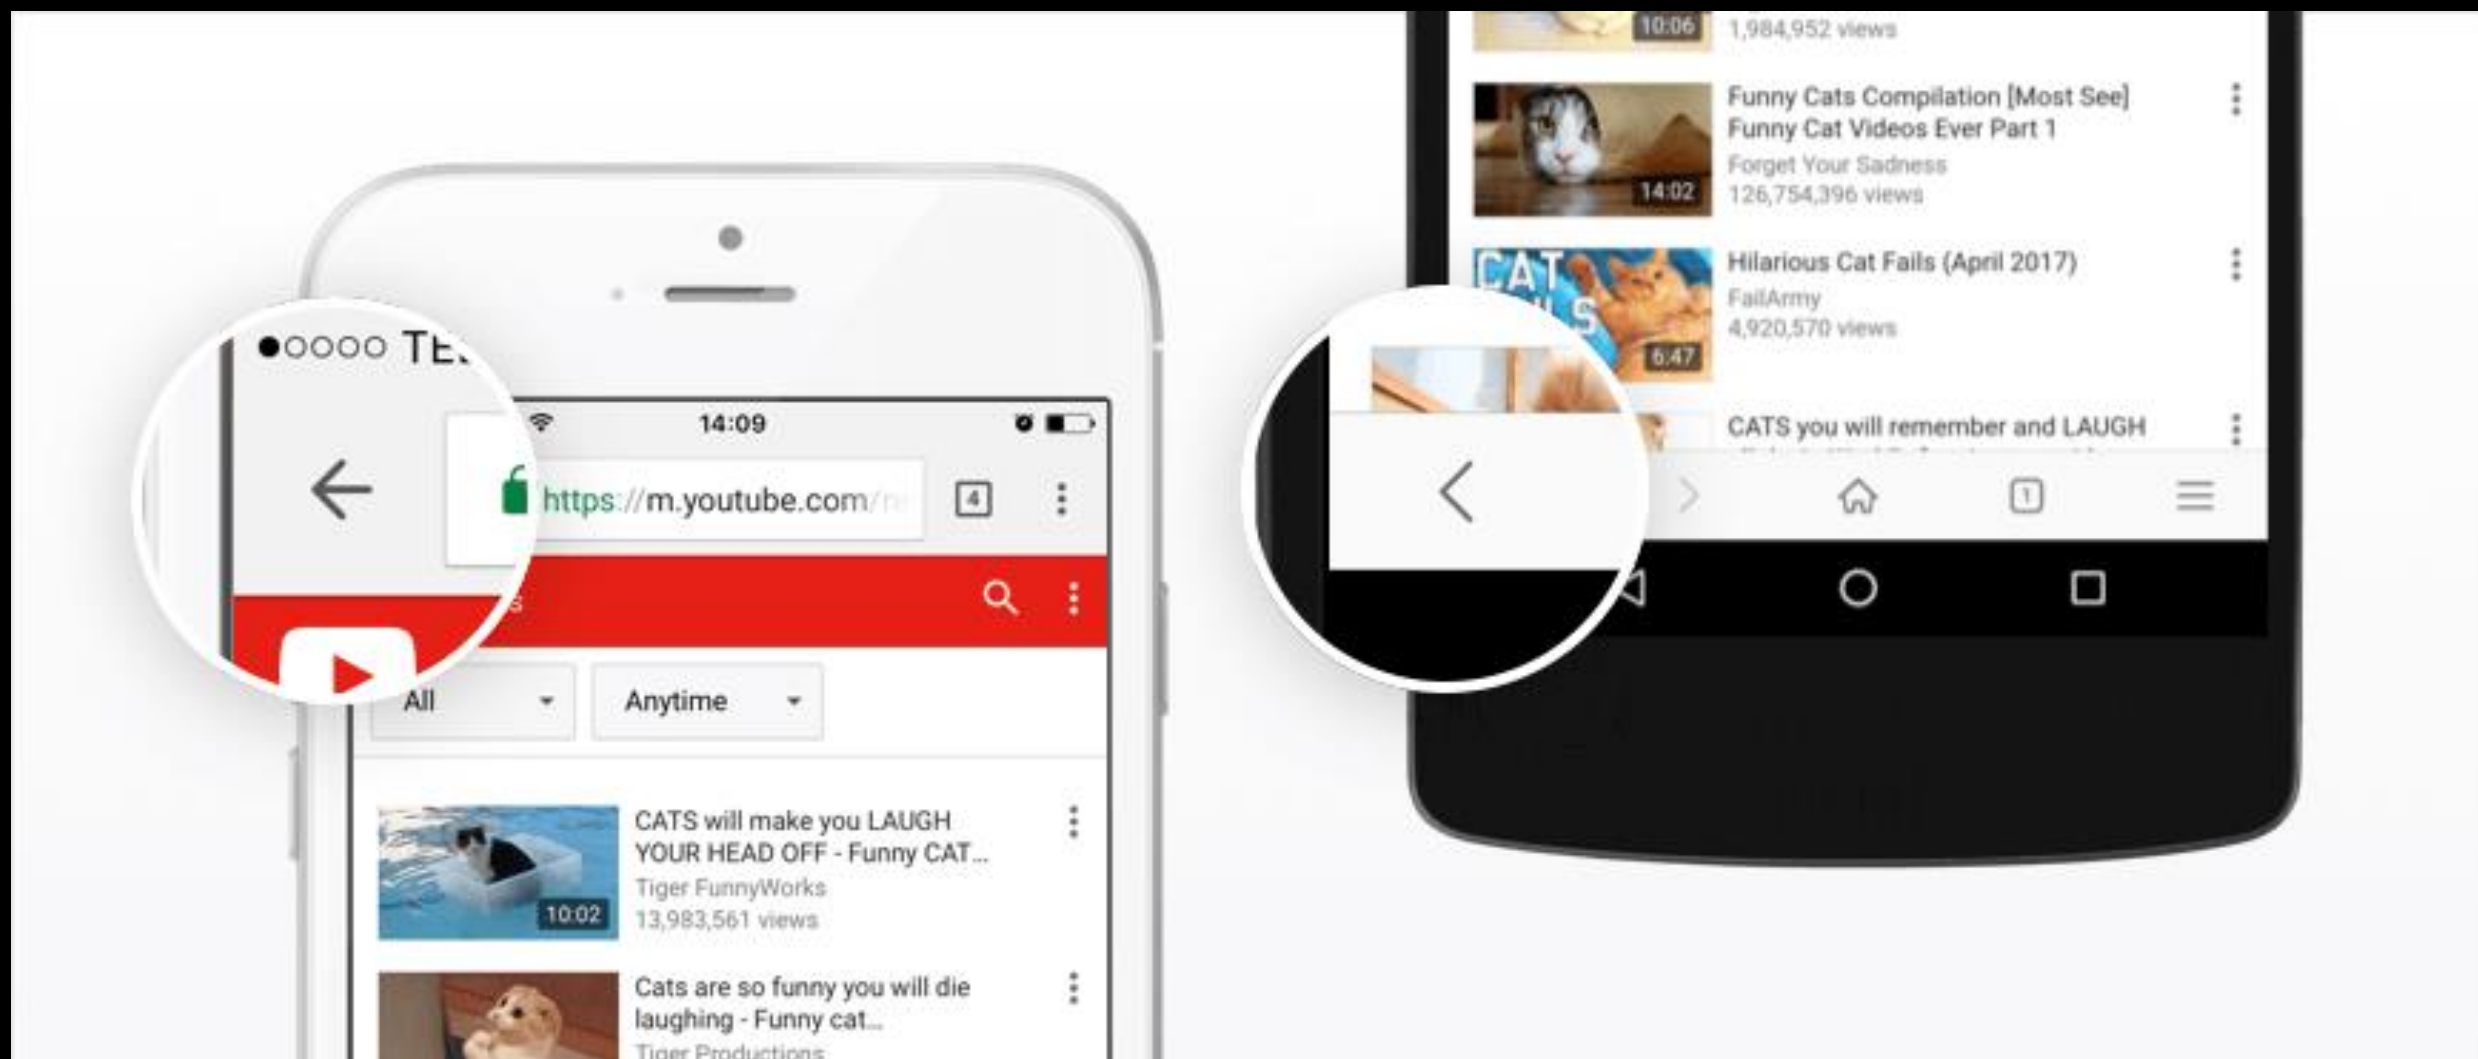 ●○○○○ TE
14:09
https://m.youtube.com/
4
All
Anytime
CATS will make you LAUGH
YOUR HEAD OFF - Funny CAT...
Tiger FunnyWorks
10:02
13,983,561 views
Cats are so funny you will die
laughing - Funny cat...
Tiger Productions
10:06
1,984,952 views
Funny Cats Compilation [Most See]
Funny Cat Videos Ever Part 1
Forget Your Sadness
14:02
126,754,396 views
CAT
Hilarious Cat Fails (April 2017)
FailArmy
4,920,570 views
6:47
CATS you will remember and LAUGH
1